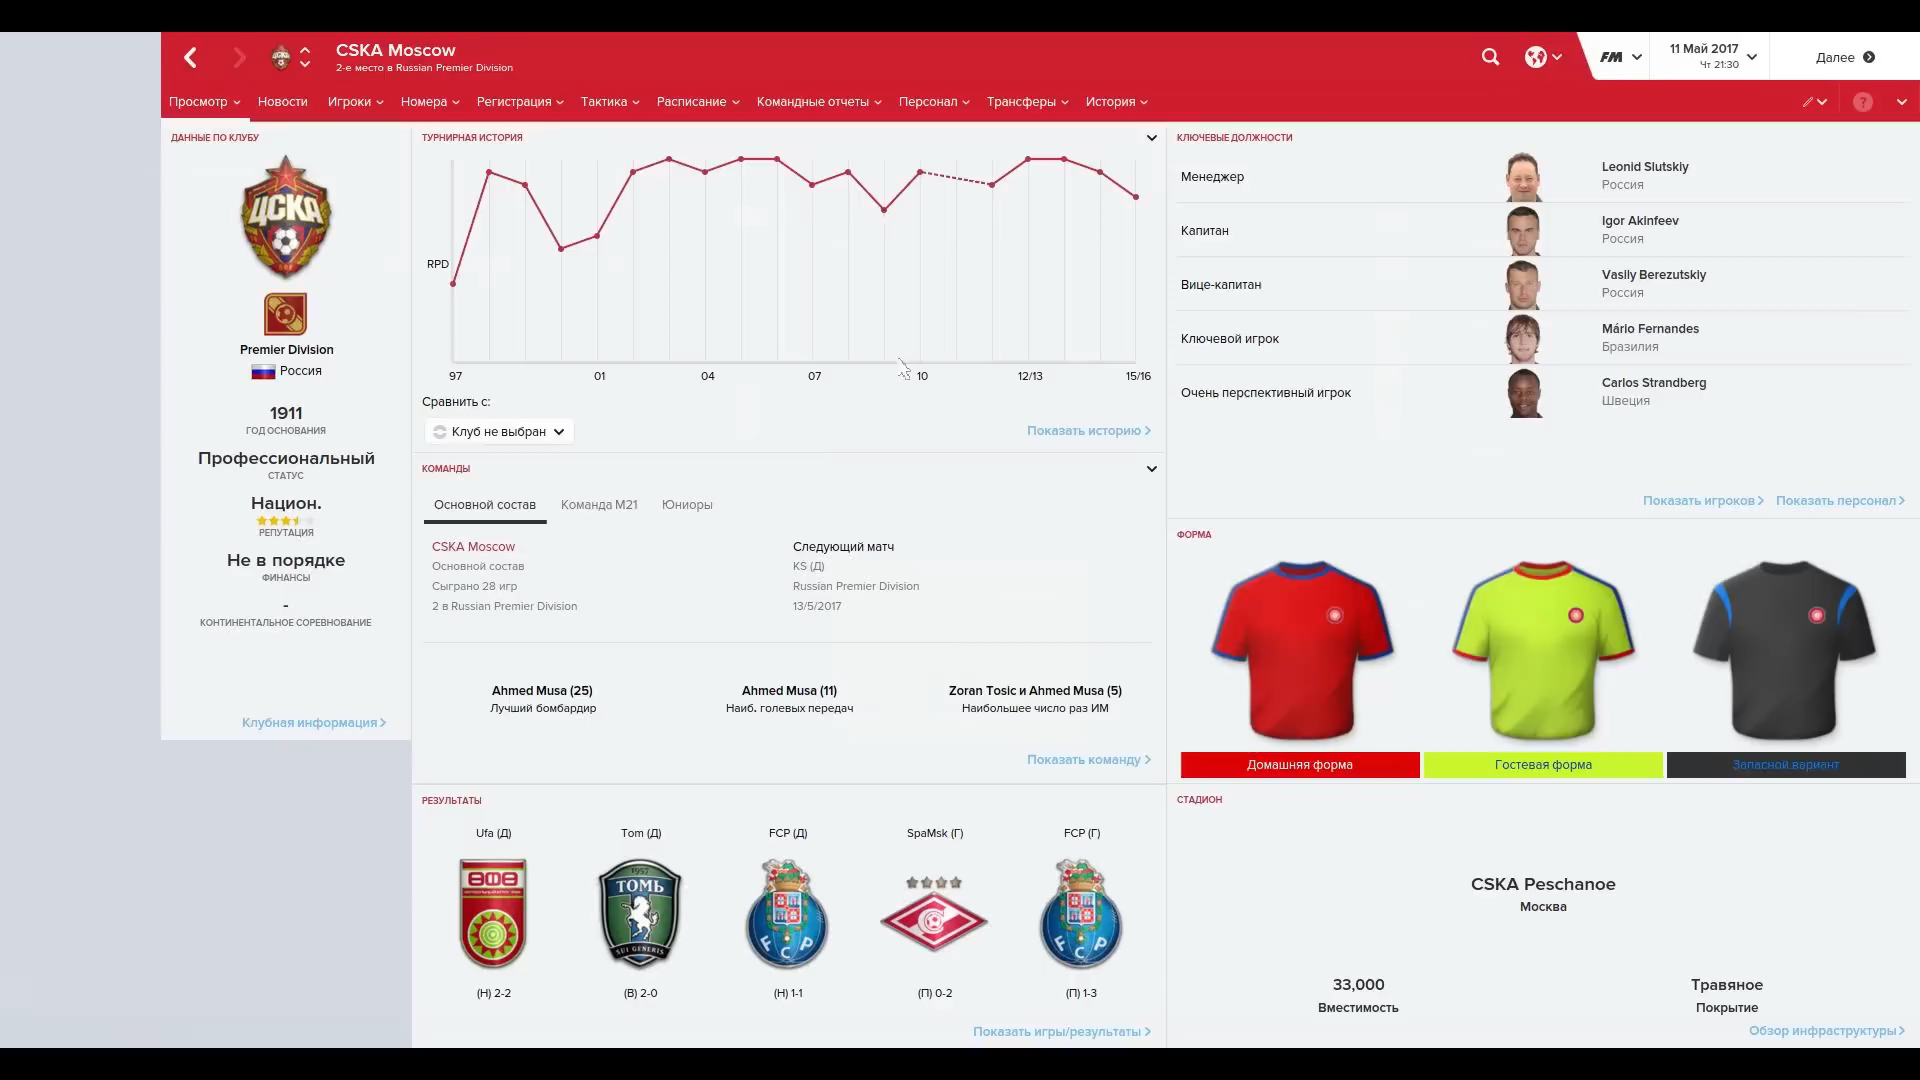 CSKA Moscow
2-е место в Russian Premier Division
FM
11 Май 2017
Чт 21:30
Далее
Просмотр
Новости
Игроки
Номера
Регистрация
Тактика
Расписание
Командные отчеты
Персонал
Трансферы
История
?
ДАННЫЕ ПО КЛУБУ
ЦСКА
Premier Division
Россия
1911
ГОД ОСНОВАНИЯ
Профессиональный
СТАТУС
Национ.
РЕПУТАЦИЯ
Не в порядке
ФИНАНСЫ
-
КОНТИНЕНТАЛЬНОЕ СОРЕВНОВАНИЕ
Клубная информация
ТУРНИРНАЯ ИСТОРИЯ
RPD
97 01 04 07 10 12/13 15/16
Сравнить с:
Клуб не выбран
Показать историю
КОМАНДЫ
Основной состав
Команда М21
Юниоры
CSKA Moscow
Основной состав
Сыграно 28 игр
2 в Russian Premier Division
Следующий матч
KS (Д)
Russian Premier Division
13/5/2017
Ahmed Musa (25)
Лучший бомбардир
Ahmed Musa (11)
Наиб. голевых передач
Zoran Tosic и Ahmed Musa (5)
Наибольшее число раз ИМ
Показать команду
РЕЗУЛЬТАТЫ
Ufa (Д)
Tom (Д)
FCP (Д)
SpaMsk (Г)
FCP (Г)
1957
ТОМЬ
SUI GENERIS
F C P
F C P
(Н) 2-2
(В) 2-0
(Н) 1-1
(П) 0-2
(П) 1-3
Показать игры/результаты
КЛЮЧЕВЫЕ ДОЛЖНОСТИ
Менеджер
Leonid Slutskiy
Россия
Капитан
Igor Akinfeev
Россия
Вице-капитан
Vasily Berezutskiy
Россия
Ключевой игрок
Mário Fernandes
Бразилия
Очень перспективный игрок
Carlos Strandberg
Швеция
Показать игроков
Показать персонал
ФОРМА
Домашняя форма
Гостевая форма
Запасной вариант
СТАДИОН
CSKA Peschanoe
Москва
33,000
Вместимость
Травяное
Покрытие
Обзор инфраструктуры